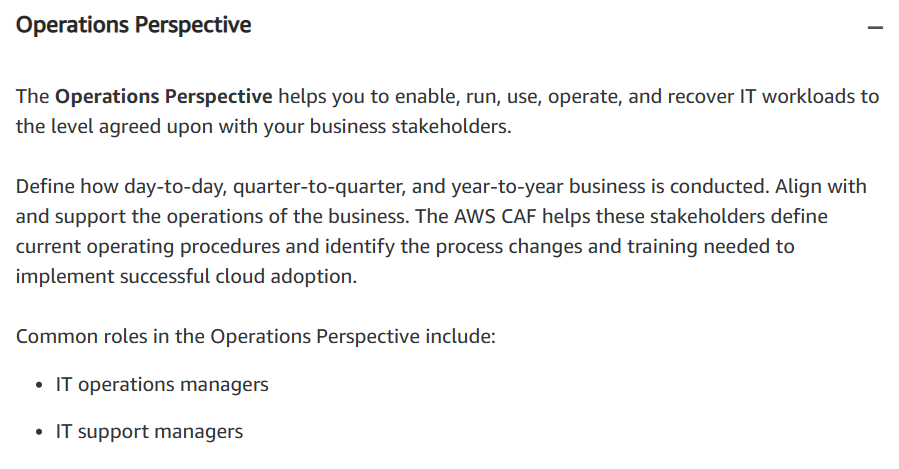 Operations Perspective
The Operations Perspective helps you to enable, run, use, operate, and recover IT workloads to
the level agreed upon with your business stakeholders.
Define how day-to-day, quarter-to-quarter, and year-to-year business is conducted. Align with
and support the operations of the business. The AWS CAF helps these stakeholders define
current operating procedures and identify the process changes and training needed to
implement successful cloud adoption.
Common roles in the Operations Perspective include:
• IT operations managers
• IT support managers